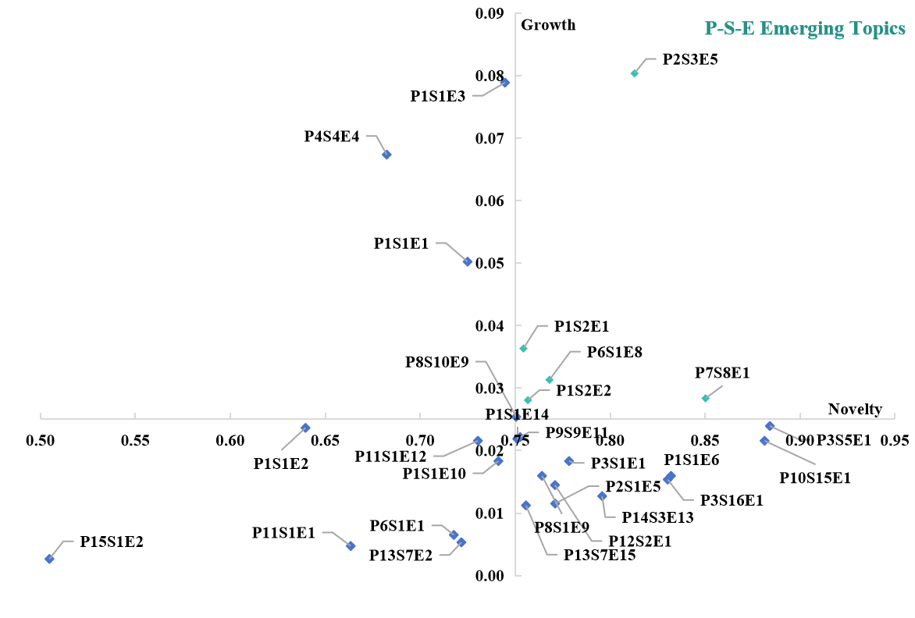 0.09
Growth
P-S-E Emerging Topics
P2S3E5
0.08
P1S1E3
0.07
P4S4E4
0.06
P1S1E1
0.05
0.04
P1S2E1
P6S1E8
P8S10E9
P7S8E1
0.03
P1S2E2
Novelty
P1S1E14
0.50
0.55
0.60
0.65
0.70
0.75
0.80
0.85
0.90
0.95
P9S9E11
P3S5E1
0.02
P11S1E12
P1S1E2
P3S1E1
P1S1E6
P1S1E10
P10S15E1
P2S1E5
P3S16E1
0.01
P14S3E13
P6S1E1
P8S1E9
P11S1E1
P15S1E2
P12S2E1
P13S7E2
P13S7E15
0.00